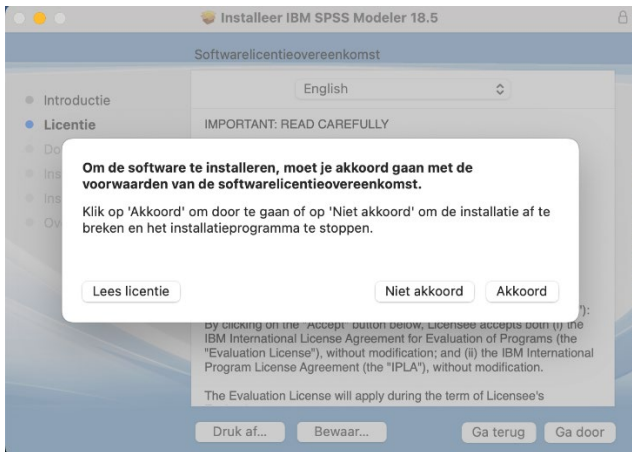 Installeer IBM SPSS Modeler 18.5
Softwarelicentieovereenkomst
English
Introductie
Licentie
Do
Ins
Ins
Ov
IMPORTANT: READ CAREFULLY
Om de software te installeren, moet je akkoord gaan met de
voorwaarden van de softwarelicentieovereenkomst.
Klik op 'Akkoord' om door te gaan of op 'Niet akkoord' om de installatie af te
breken en het installatieprogramma te stoppen.
Lees licentie
Niet akkoord
Akkoord
"):
By clicking on the "Accept" button below, Licensee accepts both (i) the
IBM International License Agreement for Evaluation of Programs (the
"Evaluation License"), without modification; and (ii) the IBM International
Program License Agreement (the "IPLA"), without modification.
The Evaluation License will apply during the term of Licensee's
Druk af...
Bewaar...
Ga terug
Ga door